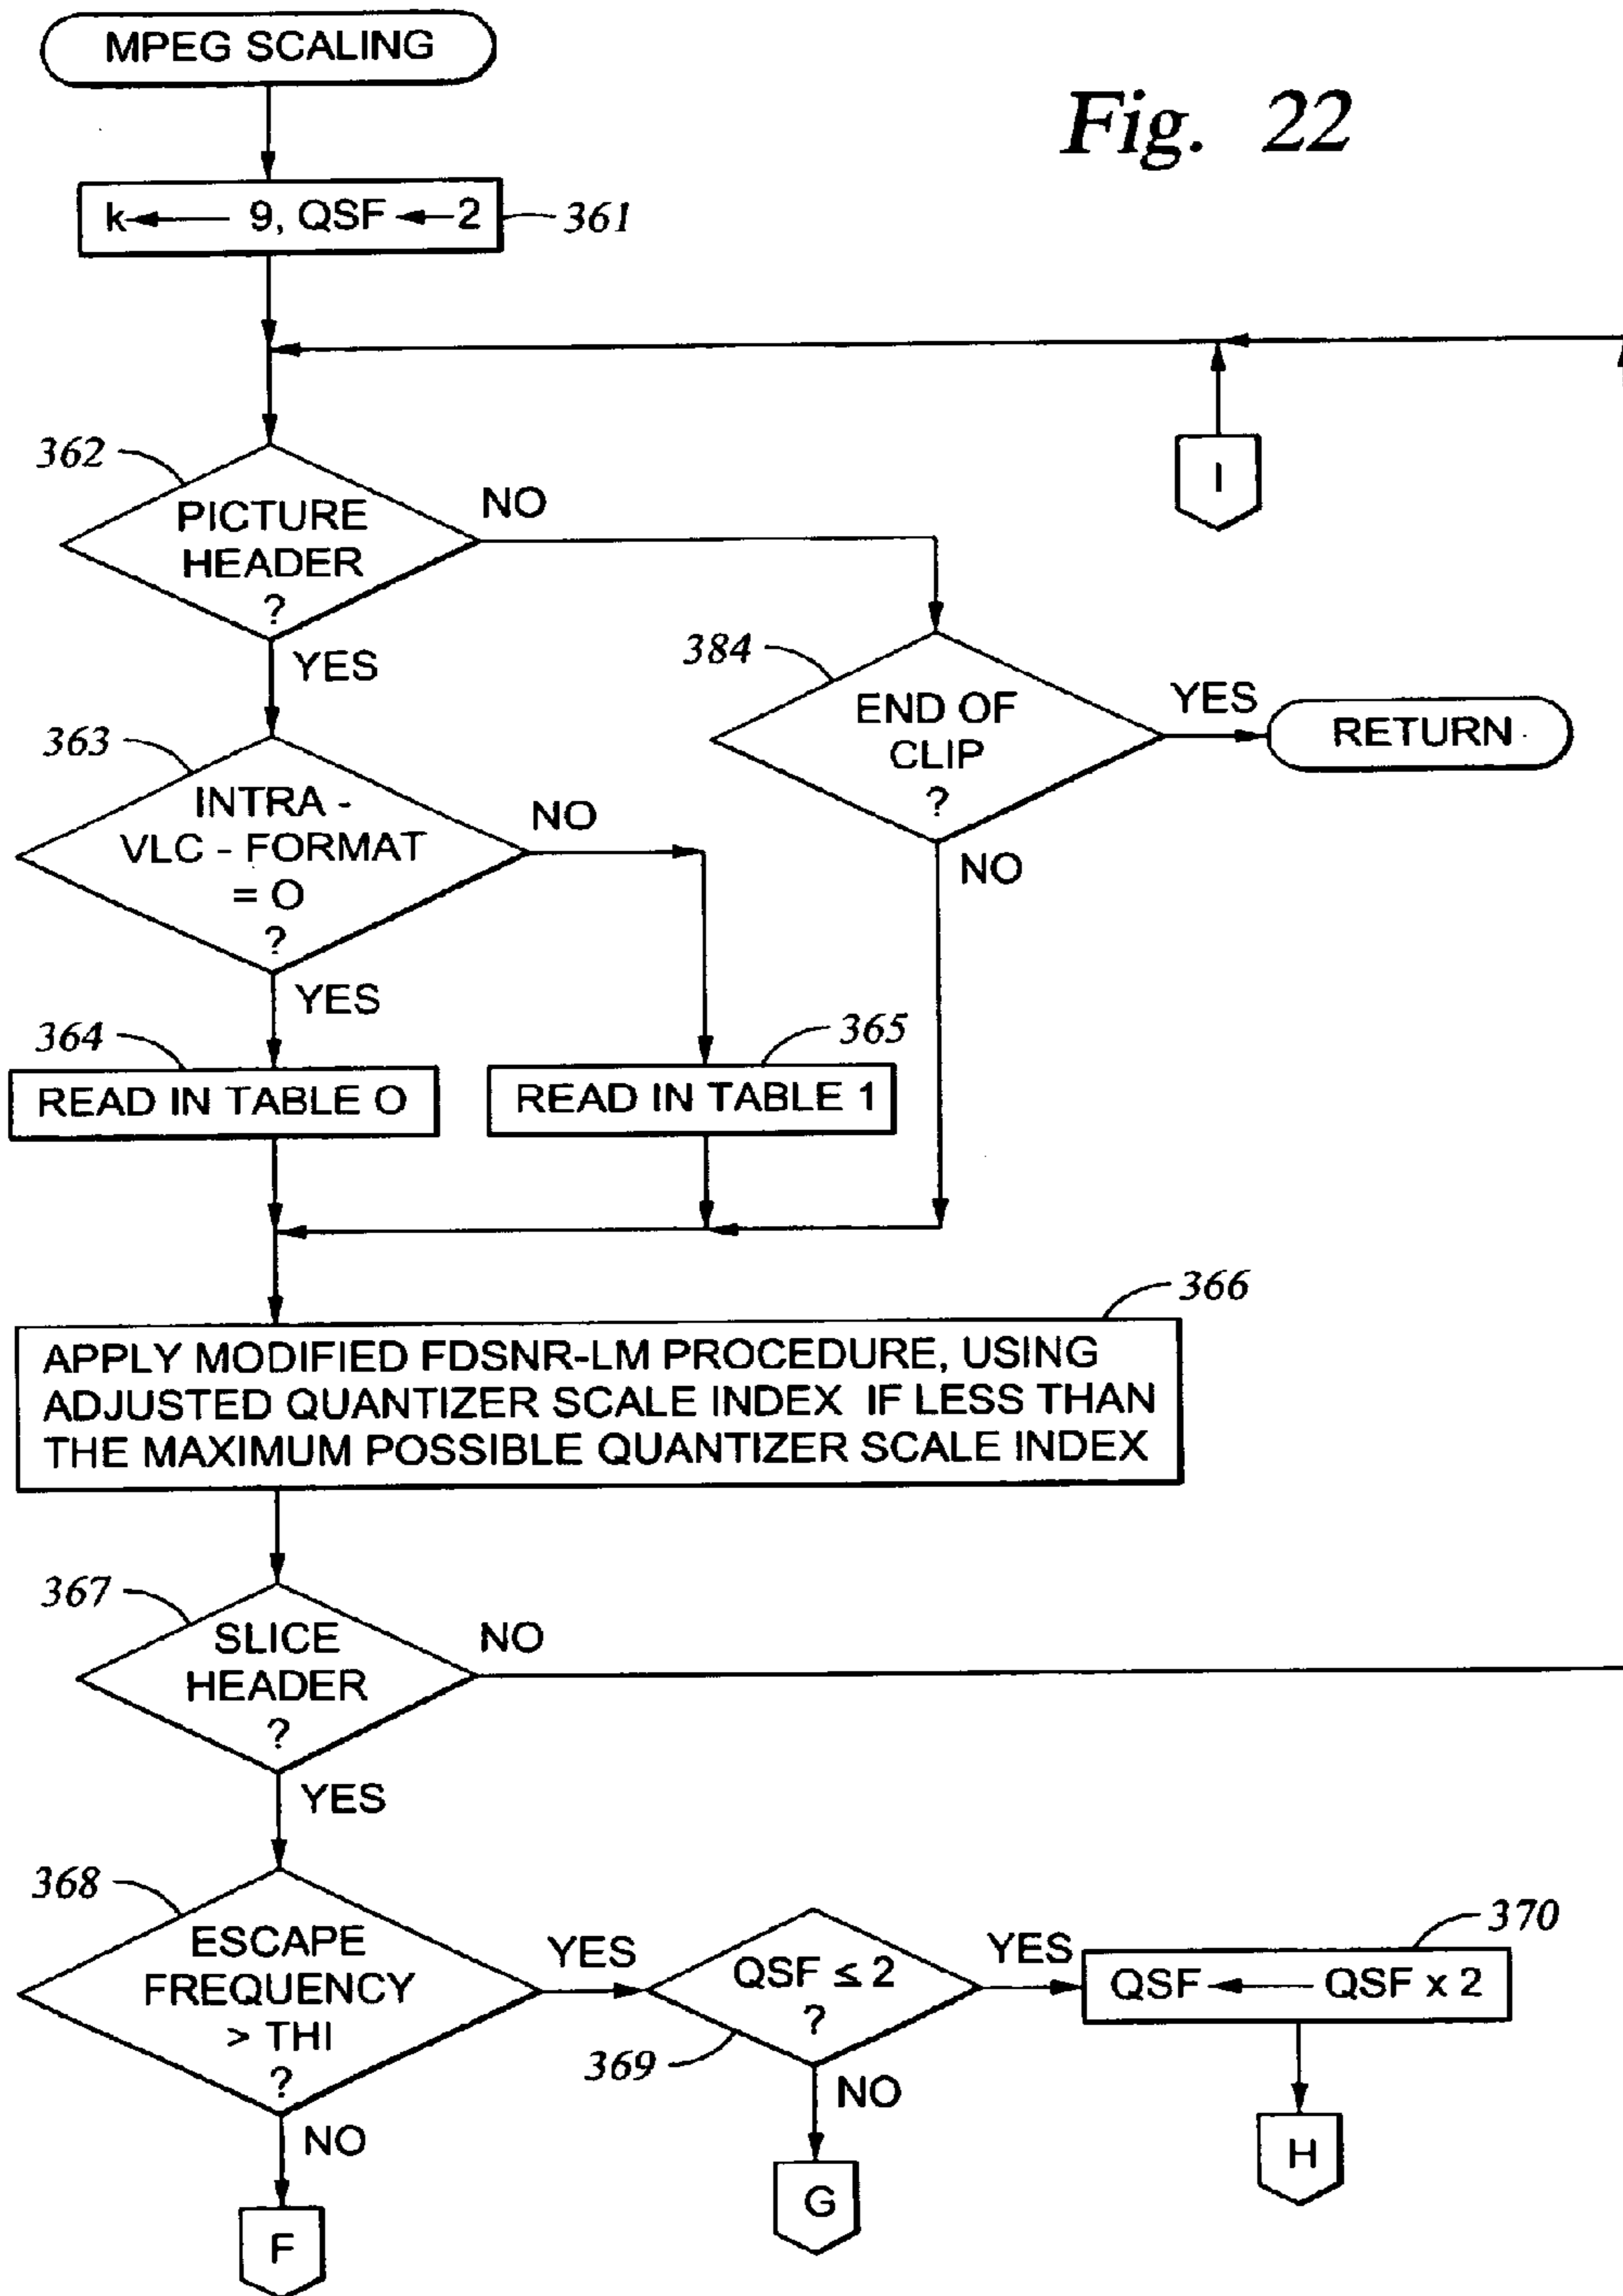 MPEG SCALING
Fig. 22
k ← 9, QSF ← 2
361
I
362
PICTURE
HEADER
?
NO
YES
384
END OF
CLIP
?
YES
RETURN
NO
363
INTRA -
VLC - FORMAT
= O
?
NO
YES
364
READ IN TABLE O
365
READ IN TABLE 1
366
APPLY MODIFIED FDSNR-LM PROCEDURE, USING
ADJUSTED QUANTIZER SCALE INDEX IF LESS THAN
THE MAXIMUM POSSIBLE QUANTIZER SCALE INDEX
367
SLICE
HEADER
?
NO
YES
368
ESCAPE
FREQUENCY
> THI
?
YES
NO
F
369
QSF ≤ 2
?
YES
NO
G
370
QSF ← QSF x 2
H